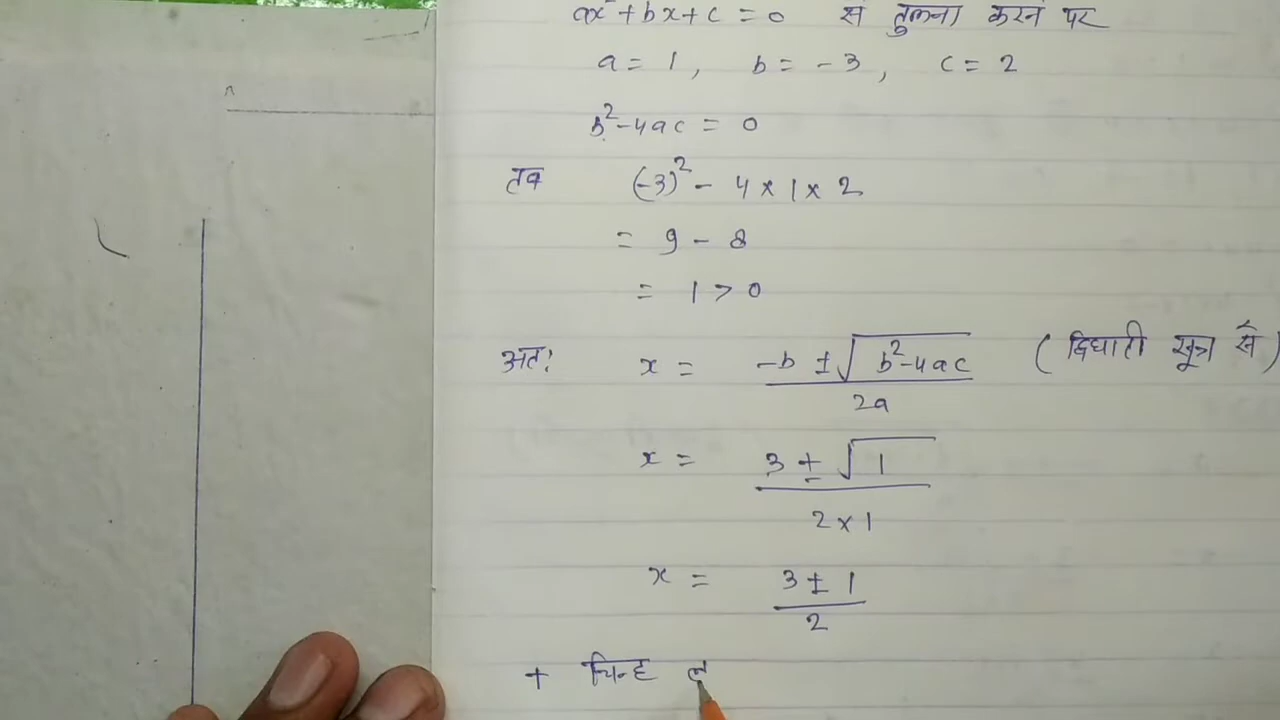 ax²+bx+c = 0 से तुलना करने पर
a = 1, b = -3, c = 2
b²-4ac = 0
तब (-3)² - 4 × 1 × 2
= 9 - 8
= 1 > 0
अतः x = -b ± √b²-4ac / 2a (द्विघाती सूत्र से)
x = 3 ± √1 / 2×1
x = 3 ± 1 / 2
+ चिन्ह